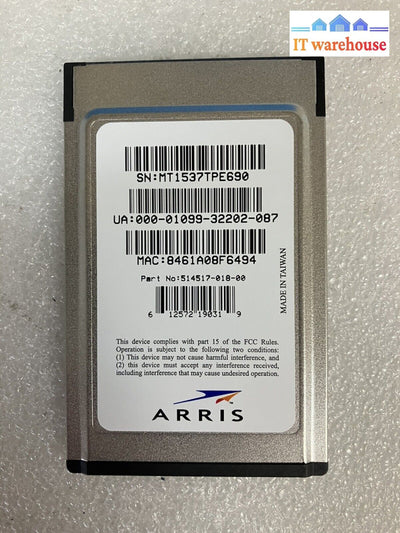 IT warehouse
SN:MT1537TPE690
UA:000-01099-32202-087
MAC:8461A08F6494
Part No:514517-018-00
6 12572 19031 9
MADE IN TAIWAN
This device complies with part 15 of the FCC Rules.
Operation is subject to the following two conditions:
(1) This device may not cause harmful interference, and
(2) this device must accept any interference received,
including interference that may cause undesired operation.
ARRIS